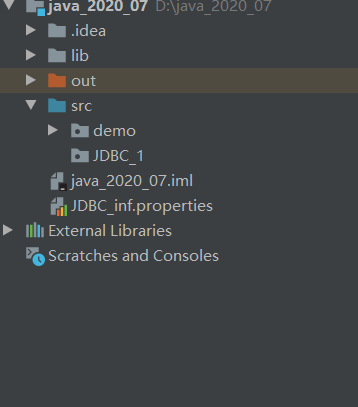 java_2020_07 D:\java_2020_07
.idea
lib
out
src
demo
JDBC_1
java_2020_07.iml
JDBC_inf.properties
External Libraries
Scratches and Consoles